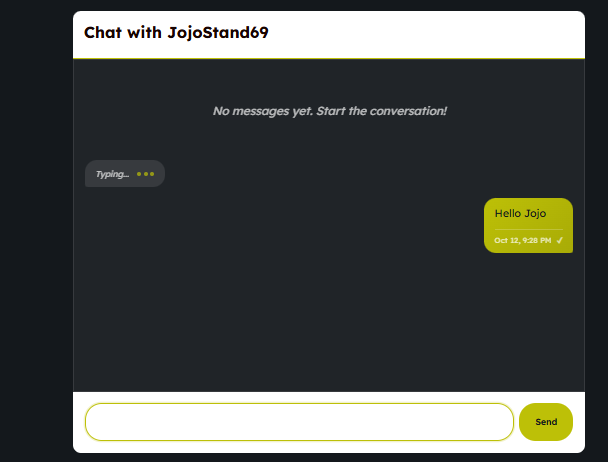 Chat with JojoStand69
No messages yet. Start the conversation!
Typing...
Hello Jojo
Oct 12, 9:28 PM ✓
Send